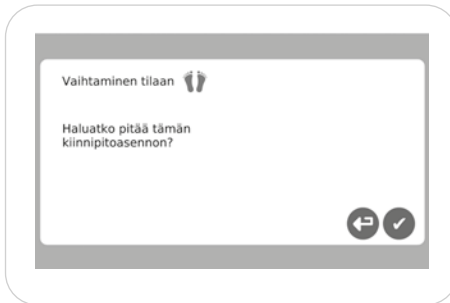 Vaihtaminen tilaan
Haluatko pitää tämän
kiinnipitoasennon?